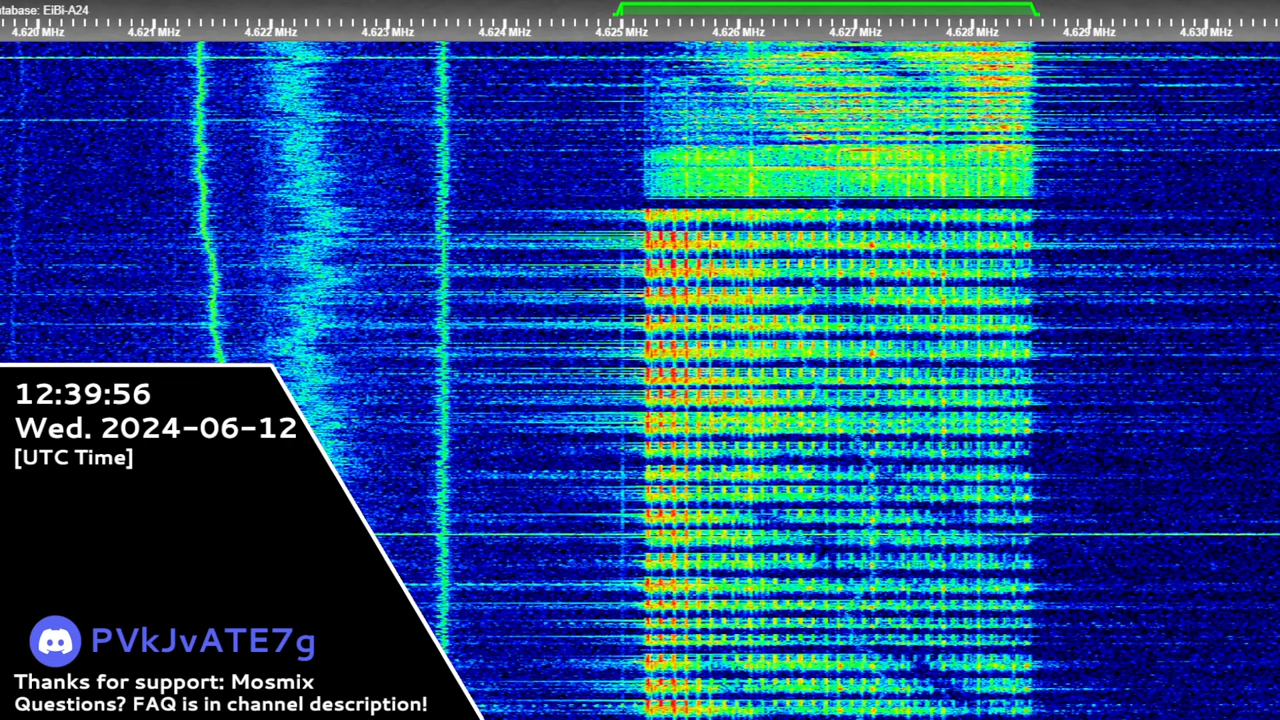 atabase: EiBi-A24
4.620 MHz 4.621 MHz 4.622 MHz 4.623 MHz 4.624 MHz 4.625 MHz 4.626 MHz 4.627 MHz 4.628 MHz 4.629 MHz 4.630 MHz
12:39:56
Wed. 2024-06-12
[UTC Time]
PVkJvATE7g
Thanks for support: Mosmix
Questions? FAQ is in channel description!